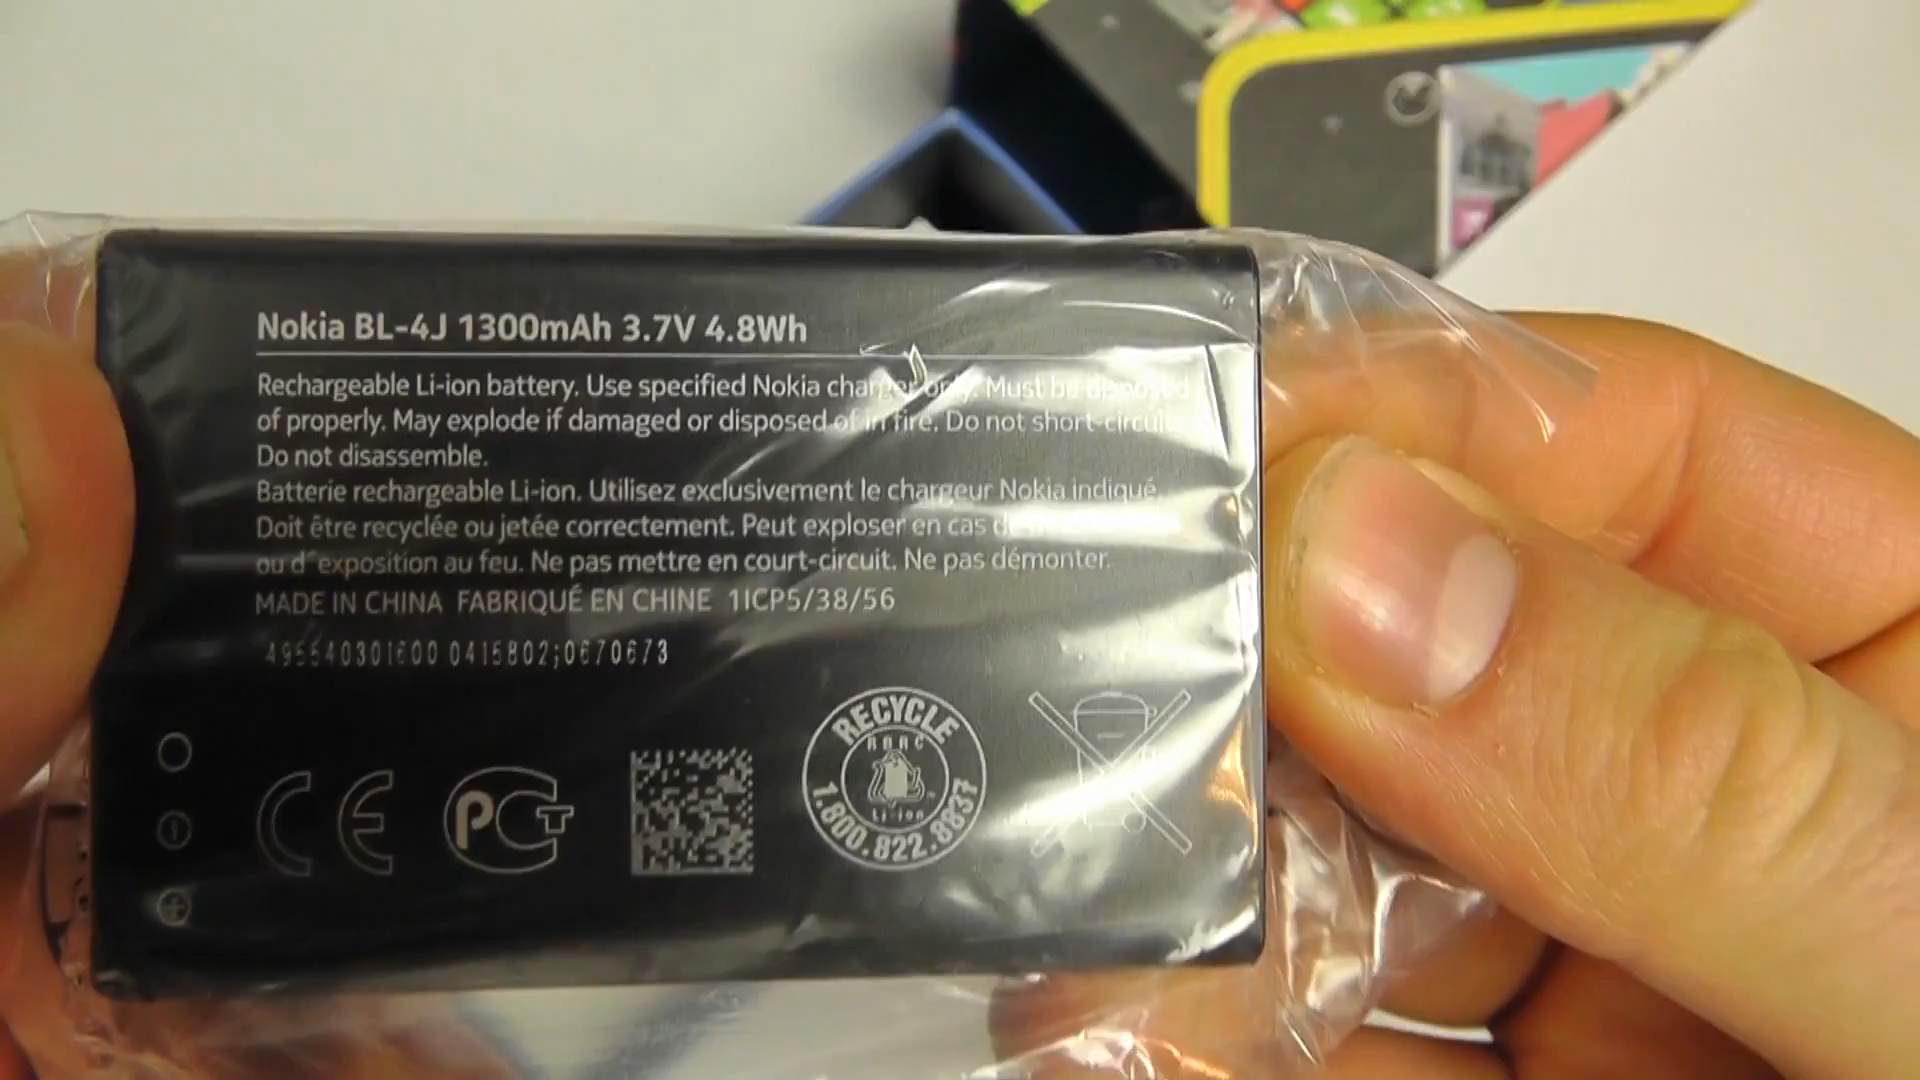 Nokia BL-4J 1300mAh 3.7V 4.8Wh
Rechargeable Li-ion battery. Use specified Nokia charger only. Must be disposed
of properly. May explode if damaged or disposed of in fire. Do not short-circuit.
Do not disassemble.
Batterie rechargeable Li-ion. Utilisez exclusivement le chargeur Nokia indiqué.
Doit être recyclée ou jetée correctement. Peut exploser en cas de
ou d´exposition au feu. Ne pas mettre en court-circuit. Ne pas démonter.
MADE IN CHINA FABRIQUÉ EN CHINE 1ICP5/38/56
0415802;0670673
CE
PCT
RECYCLE
RBRC
Li-ion
1.800.822.8837